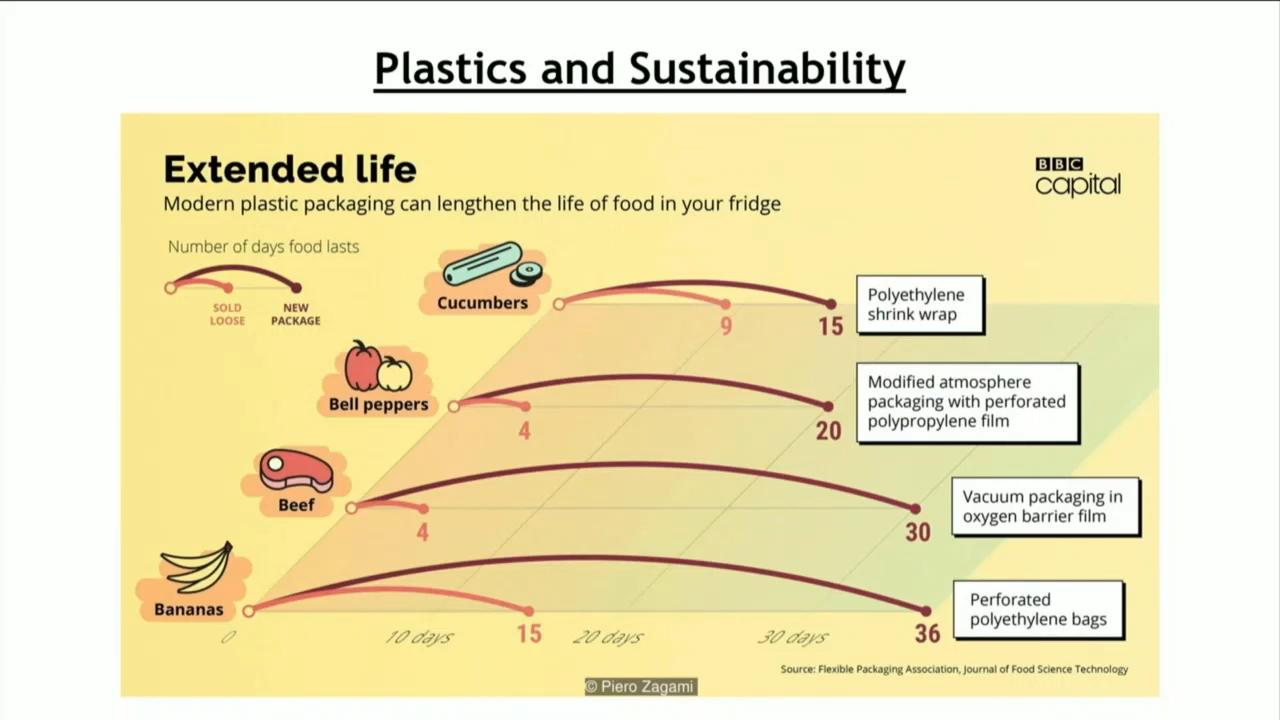 Plastics and Sustainability
Extended life
BBC
capital
Modern plastic packaging can lengthen the life of food in your fridge
Number of days food lasts
SOLD
LOOSE
NEW
PACKAGE
Cucumbers
9
15
Polyethylene
shrink wrap
Bell peppers
4
20
Modified atmosphere
packaging with perforated
polypropylene film
Beef
4
30
Vacuum packaging in
oxygen barrier film
Bananas
15
36
Perforated
polyethylene bags
0
10 days
20 days
30 days
Source: Flexible Packaging Association, Journal of Food Science Technology
© Piero Zagami